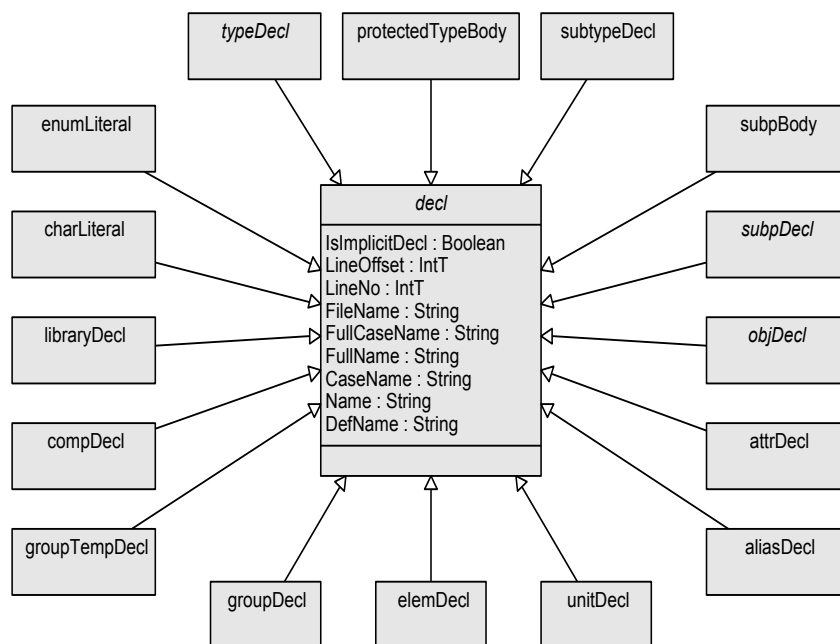 typeDecl
protectedTypeBody
subtypeDecl
enumLiteral
subpBody
charLiteral
decl
subpDecl
IsImplicitDecl : Boolean
LineOffset : IntT
LineNo : IntT
FileName : String
FullCaseName : String
FullName : String
CaseName : String
Name : String
DefName : String
libraryDecl
objDecl
compDecl
attrDecl
groupTempDecl
aliasDecl
groupDecl
elemDecl
unitDecl